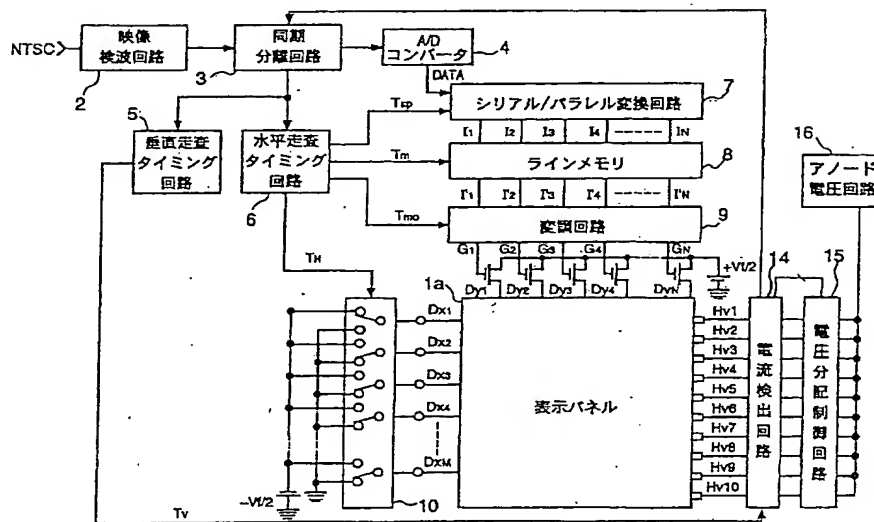 NTSC
映像
検波回路
2
同期
分離回路
3
A/D
コンバータ
4
DATA
5
垂直走査
タイミング
回路
水平走査
タイミング
回路
6
Tsp
Tm
Tmo
TH
シリアル/パラレル変換回路
7
I1 I2 I3 I4 IN
ラインメモリ
8
I'1 I'2 I'3 I'4 I'N
変調回路
9
G1 G2 G3 G4 GN
+Vf/2
16
アノード
電圧回路
1a
Dy1 Dy2 Dy3 Dy4 DyN
14
15
Dx1
Dx2
Dx3
Dx4
DxM
表示パネル
Hv1
Hv2
Hv3
Hv4
Hv5
Hv6
Hv7
Hv8
Hv9
Hv10
電流検出回路
電圧分配制御回路
-Vf/2
10
Tv